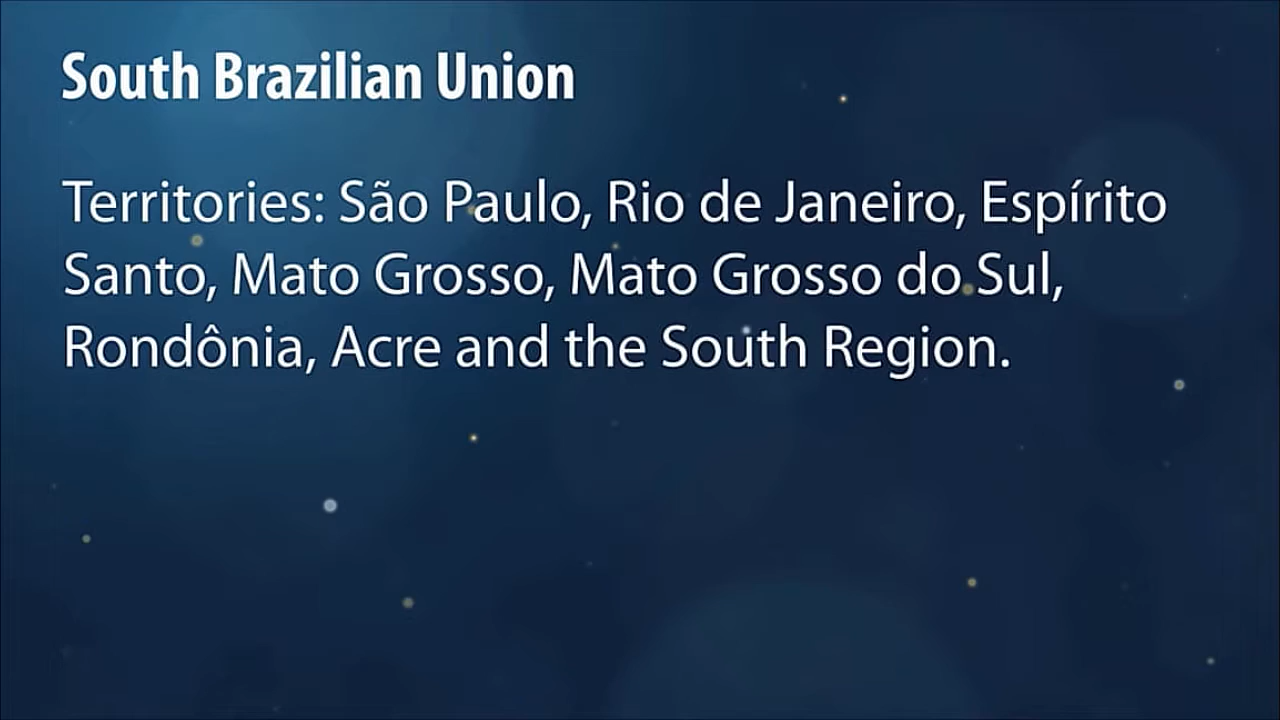 South Brazilian Union
Territories: São Paulo, Rio de Janeiro, Espírito
Santo, Mato Grosso, Mato Grosso do Sul,
Rondônia, Acre and the South Region.